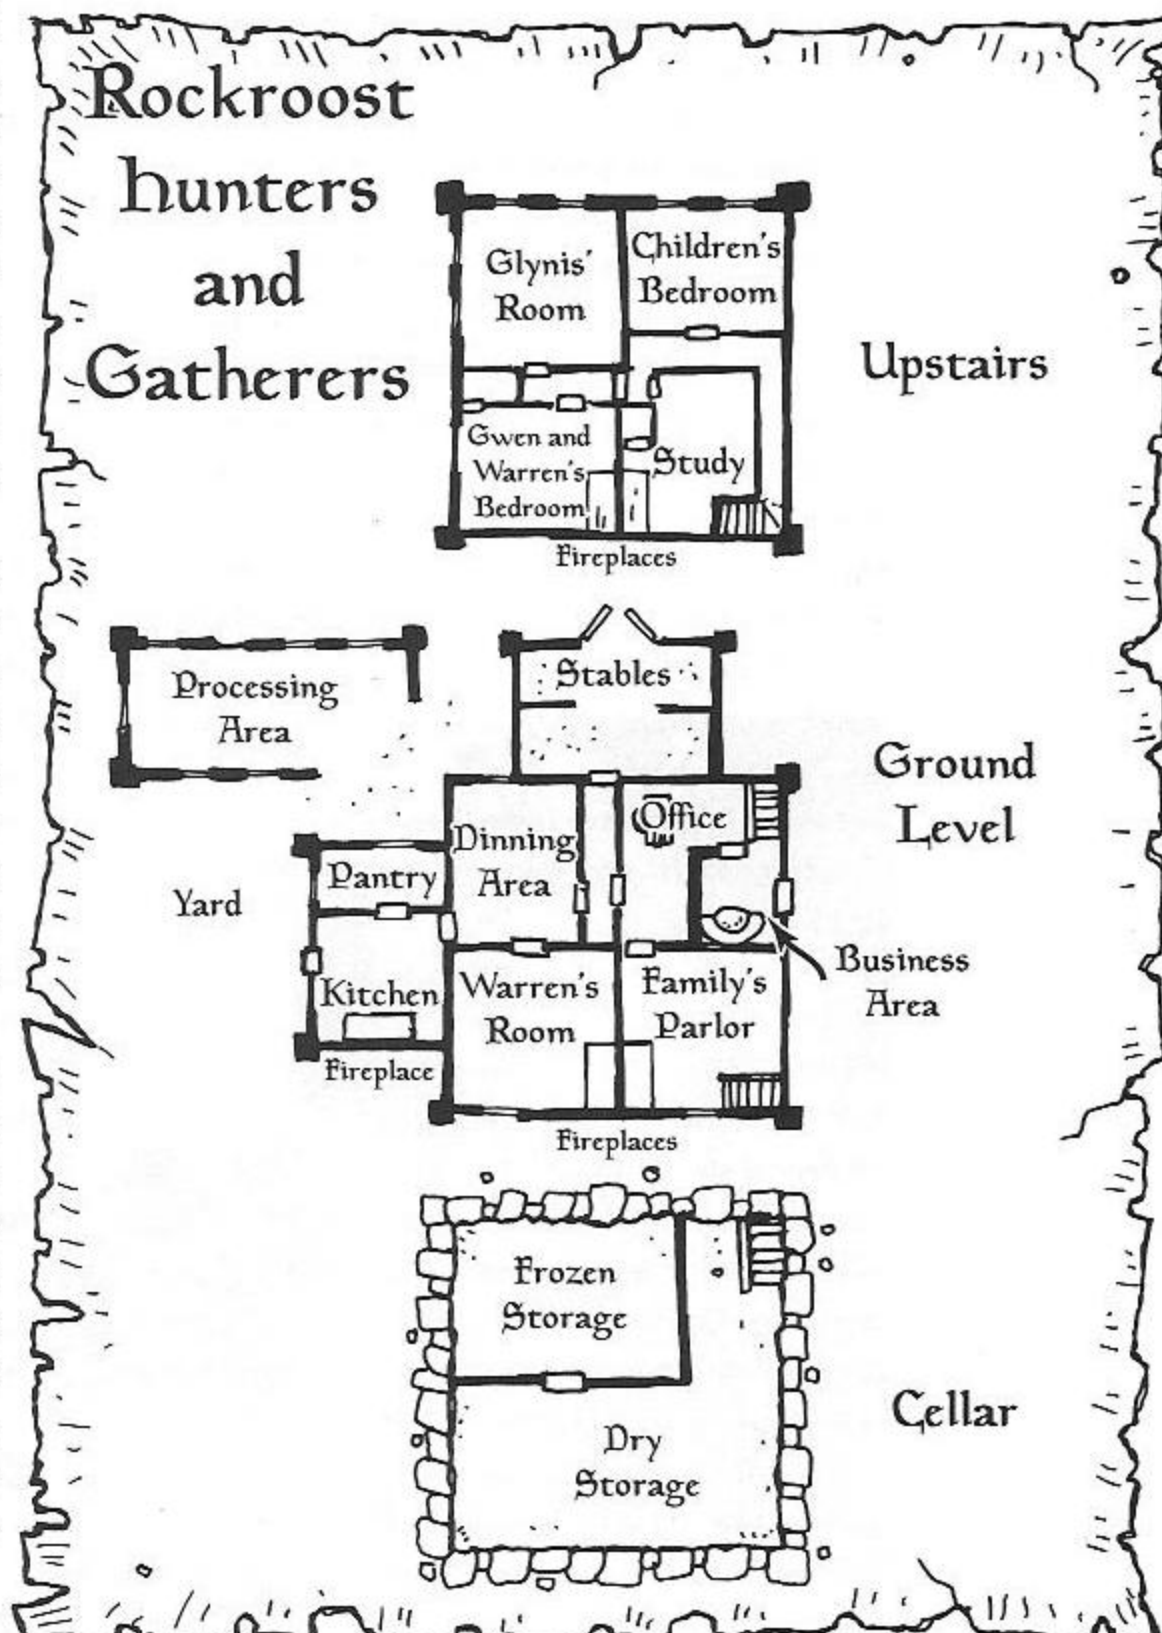 Rockroost
hunters
and
Gatherers
Glynis'
Room
Children's
Bedroom
Upstairs
Gwen and
Warren's
Bedroom
Study
Fireplaces
Processing
Area
Stables
Ground
Level
Office
Dinning
Area
Pantry
Yard
Kitchen
Warren's
Room
Family's
Parlor
Business
Area
Fireplace
Fireplaces
Frozen
Storage
Dry
Storage
Cellar